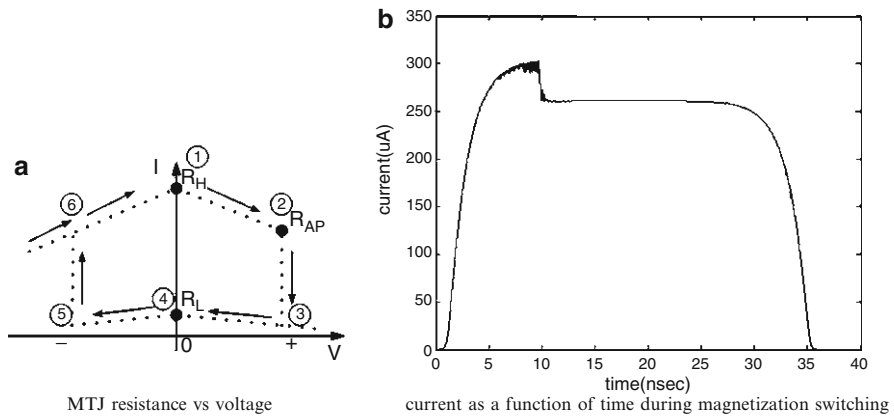 a
I
1
R_H
2
R_AP
6
4
R_L
5
3
−
0
+
V
MTJ resistance vs voltage
b
350
300
250
200
150
100
50
0
current(uA)
0 5 10 15 20 25 30 35 40
time(nsec)
current as a function of time during magnetization switching